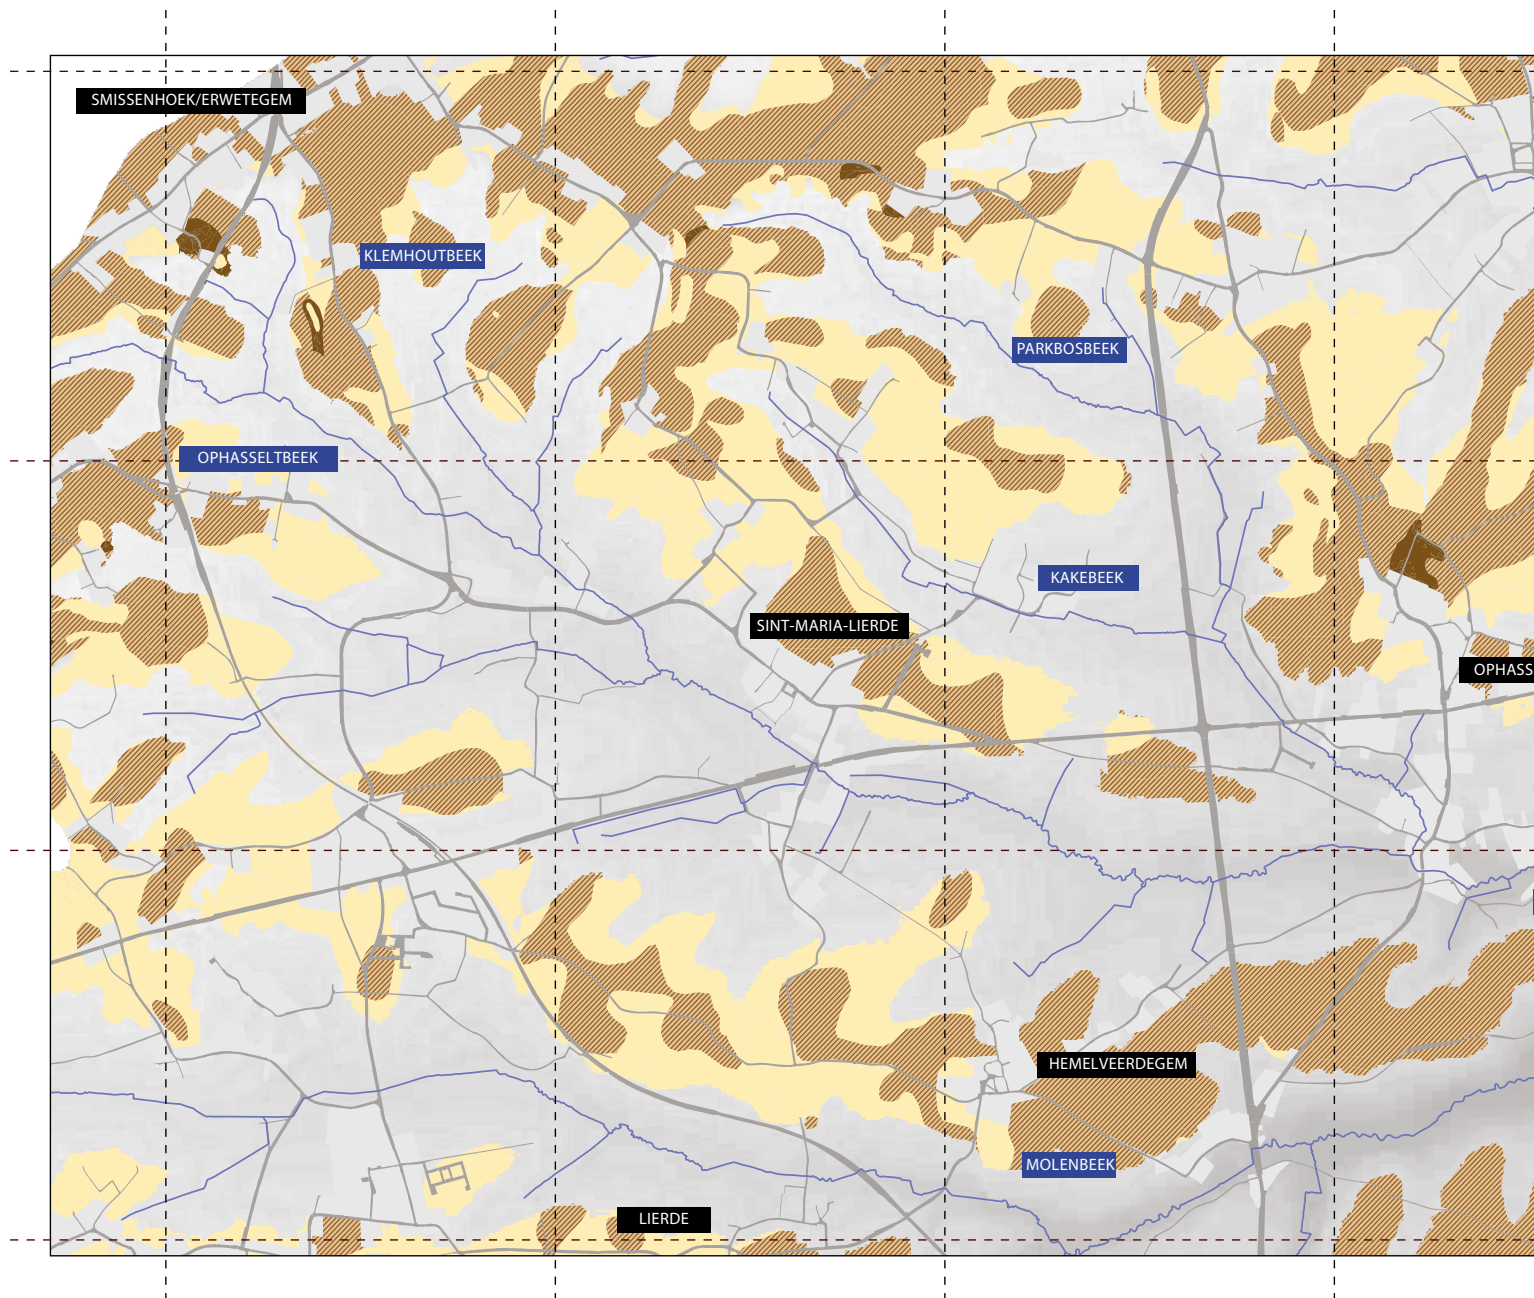 SMISSENHOEK/ERWETEGEM
KLEMHOUTBEEK
PARKBOSBEEK
OPHASSELTBEEK
KAKEBEEK
SINT-MARIA-LIERDE
OPHASS
HEMELVEERDEGEM
MOLENBEEK
LIERDE